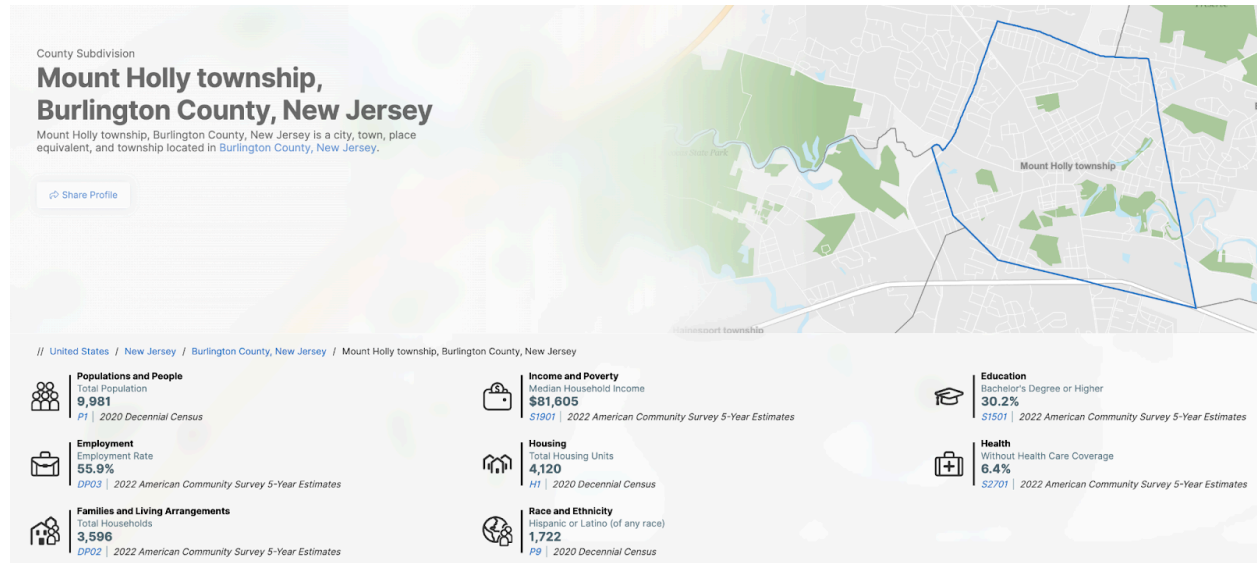 County Subdivision
Mount Holly township,
Burlington County, New Jersey
Mount Holly township, Burlington County, New Jersey is a city, town, place
equivalent, and township located in Burlington County, New Jersey.
Share Profile
Mount Holly township
Hainesport township
// United States / New Jersey / Burlington County, New Jersey / Mount Holly township, Burlington County, New Jersey
Populations and People
Total Population
9,981
P1 | 2020 Decennial Census
Income and Poverty
Median Household Income
$81,605
S1901 | 2022 American Community Survey 5-Year Estimates
Education
Bachelor's Degree or Higher
30.2%
S1501 | 2022 American Community Survey 5-Year Estimates
Employment
Employment Rate
55.9%
DP03 | 2022 American Community Survey 5-Year Estimates
Housing
Total Housing Units
4,120
H1 | 2020 Decennial Census
Health
Without Health Care Coverage
6.4%
S2701 | 2022 American Community Survey 5-Year Estimates
Families and Living Arrangements
Total Households
3,596
DP02 | 2022 American Community Survey 5-Year Estimates
Race and Ethnicity
Hispanic or Latino (of any race)
1,722
P9 | 2020 Decennial Census